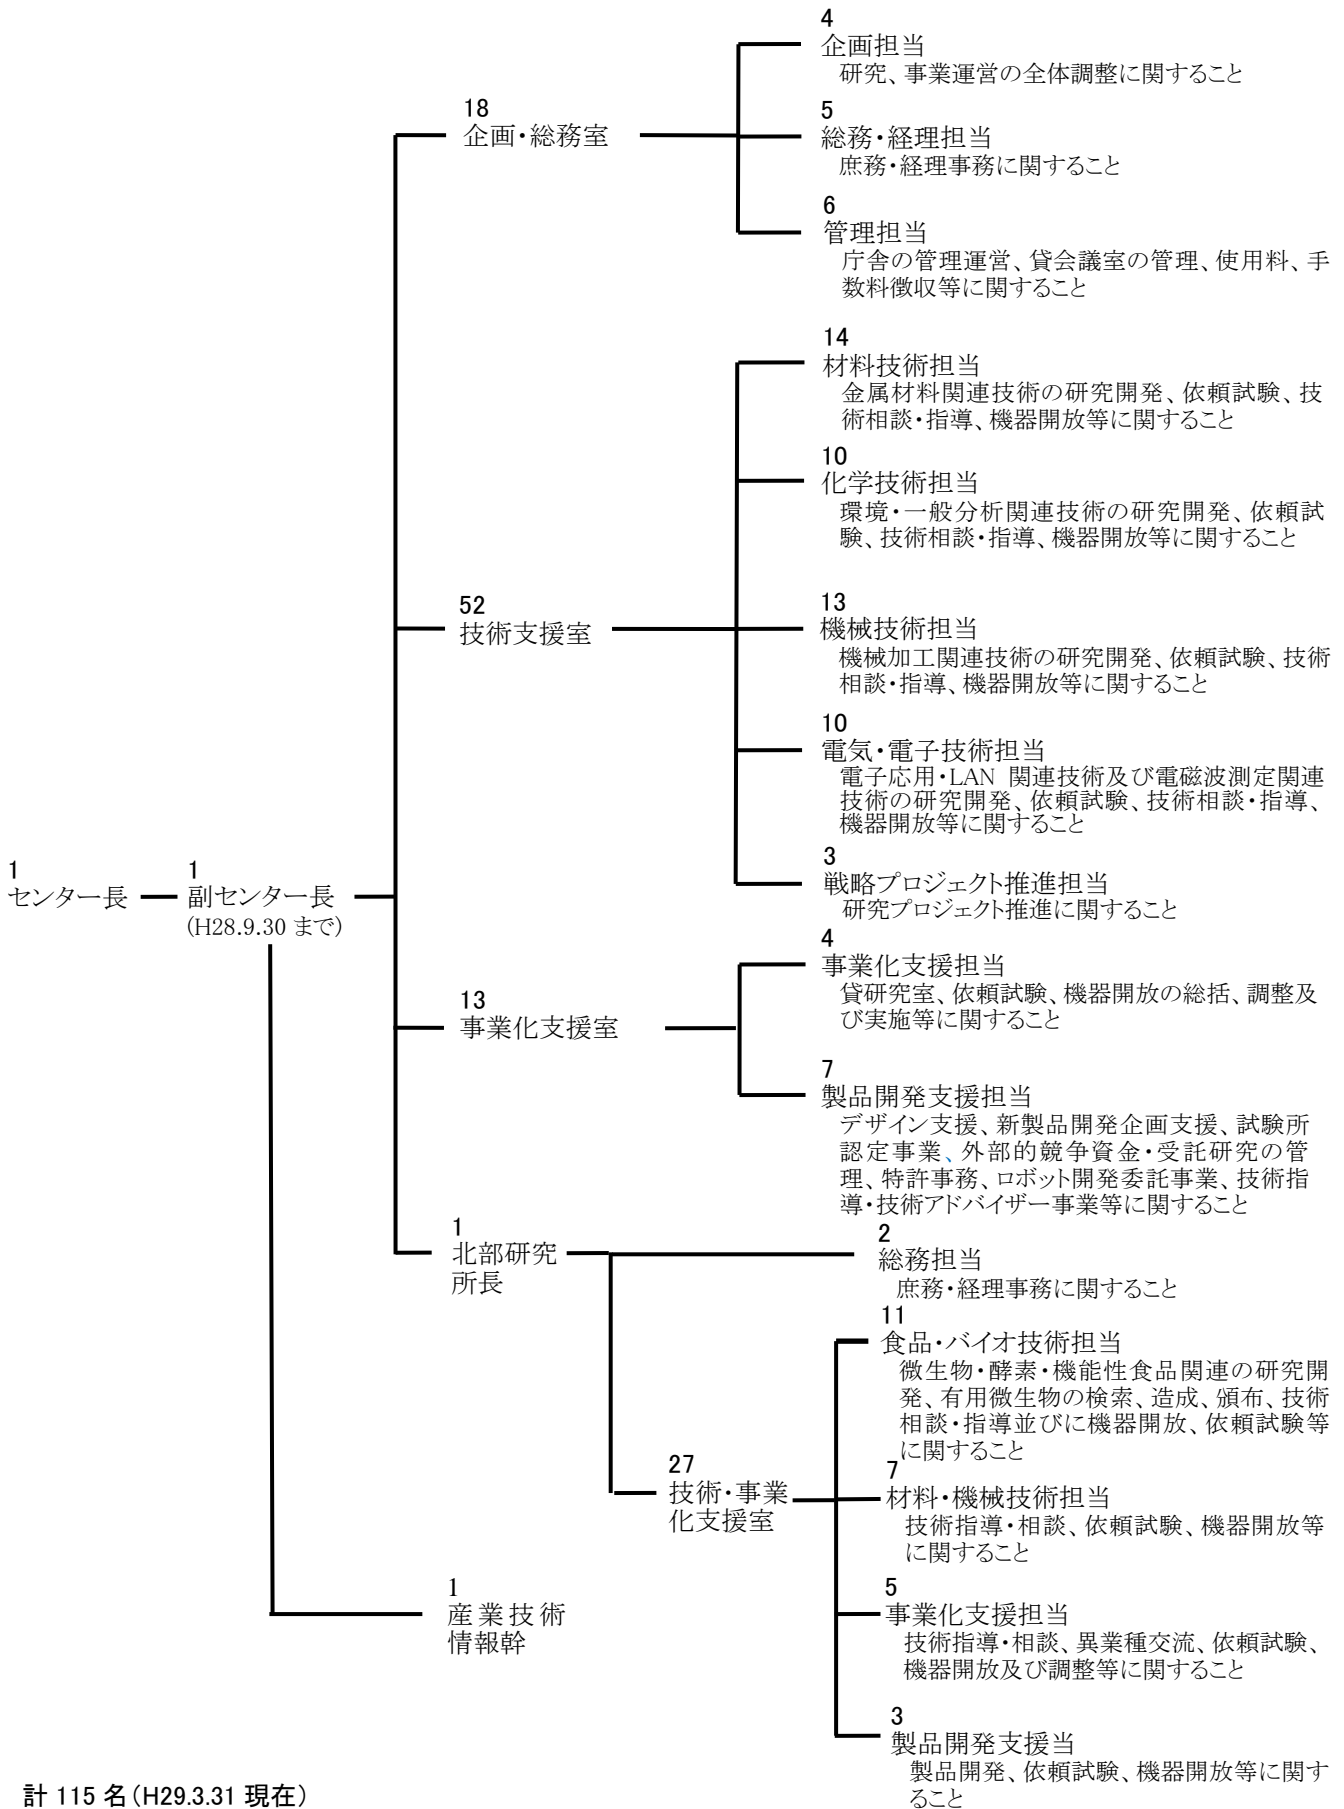 4
企画担当
研究、事業運営の全体調整に関すること
18
企画・総務室
5
総務・経理担当
庶務・経理事務に関すること
6
管理担当
庁舎の管理運営、貸会議室の管理、使用料、手
数料徴収等に関すること
14
材料技術担当
金属材料関連技術の研究開発、依頼試験、技
術相談・指導、機器開放等に関すること
10
化学技術担当
環境・一般分析関連技術の研究開発、依頼試
験、技術相談・指導、機器開放等に関すること
52
技術支援室
13
機械技術担当
機械加工関連技術の研究開発、依頼試験、技術
相談・指導、機器開放等に関すること
10
電気・電子技術担当
電子応用・LAN 関連技術及び電磁波測定関連
技術の研究開発、依頼試験、技術相談・指導、
機器開放等に関すること
3
戦略プロジェクト推進担当
研究プロジェクト推進に関すること
1
センター長
1
副センター長
(H28.9.30 まで)
4
事業化支援担当
貸研究室、依頼試験、機器開放の総括、調整及
び実施等に関すること
13
事業化支援室
7
製品開発支援担当
デザイン支援、新製品開発企画支援、試験所
認定事業、外部的競争資金・受託研究の管
理、特許事務、ロボット開発委託事業、技術指
導・技術アドバイザー事業等に関すること
1
北部研究
所長
2
総務担当
庶務・経理事務に関すること
11
食品・バイオ技術担当
微生物・酵素・機能性食品関連の研究開
発、有用微生物の検索、造成、頒布、技術
相談・指導並びに機器開放、依頼試験等
に関すること
27
技術・事業
化支援室
7
材料・機械技術担当
技術指導・相談、依頼試験、機器開放等
に関すること
1
産業技術
情報幹
5
事業化支援担当
技術指導・相談、異業種交流、依頼試験、
機器開放及び調整等に関すること
3
製品開発支援当
製品開発、依頼試験、機器開放等に関す
ること
計 115 名(H29.3.31 現在)